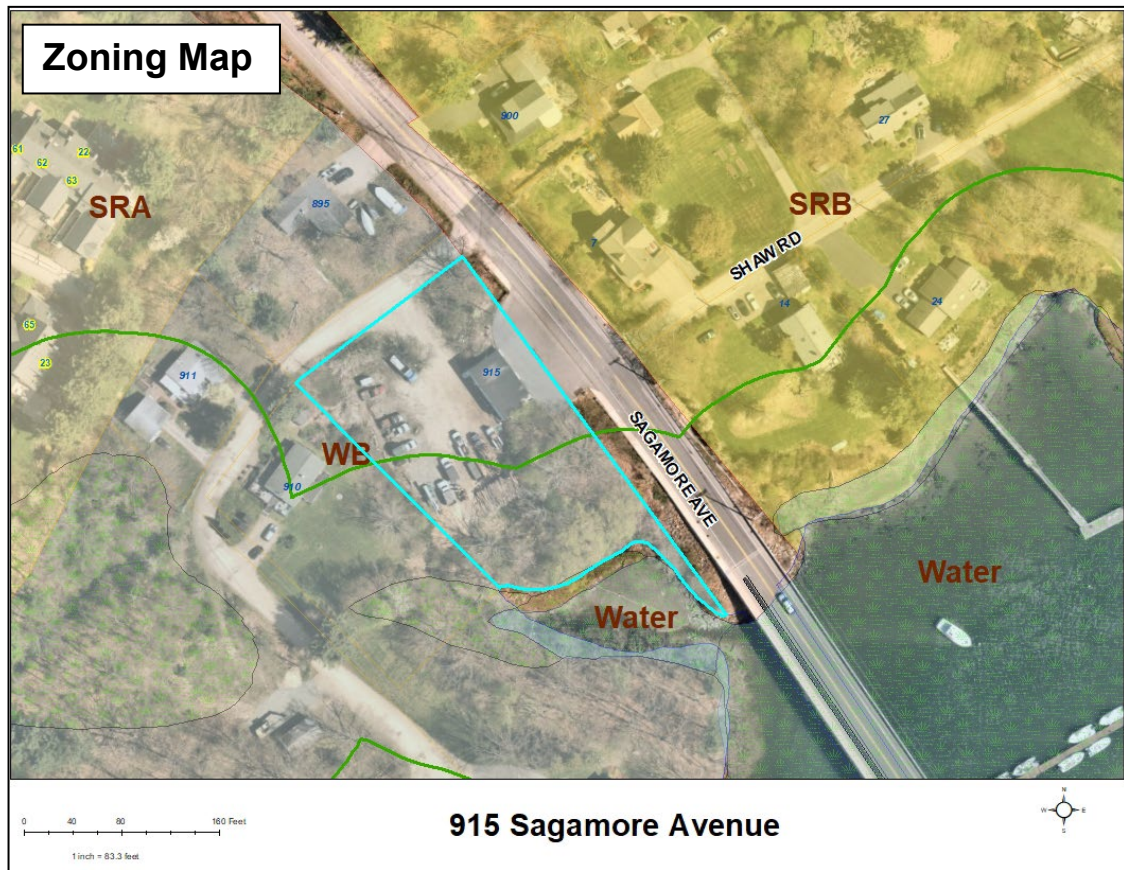 Zoning Map
900
27
61
62
22
63
SRA
895
SRB
7
SHAW RD
14
24
65
23
911
915
WB
910
SAGAMORE AVE
Water
Water
0 40 80 160 Feet
1 inch = 83.3 feet
915 Sagamore Avenue
N
W E
S